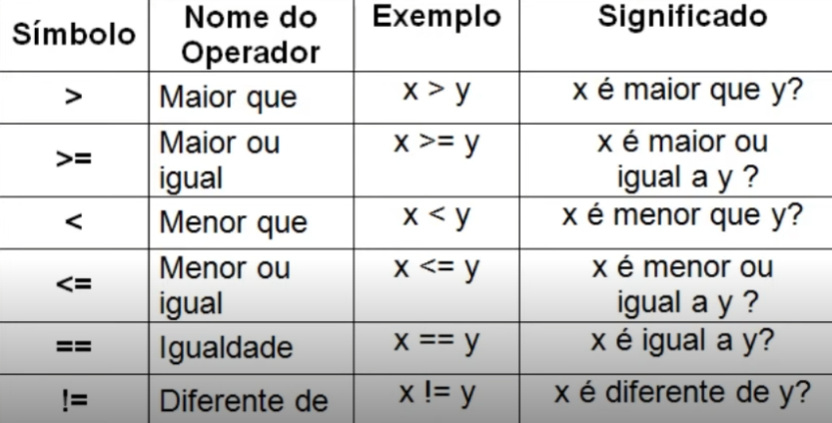 Símbolo Nome do Operador Exemplo Significado
> Maior que x > y x é maior que y?
>= Maior ou igual x >= y x é maior ou igual a y ?
< Menor que x < y x é menor que y?
<= Menor ou igual x <= y x é menor ou igual a y ?
== Igualdade x == y x é igual a y?
!= Diferente de x != y x é diferente de y?